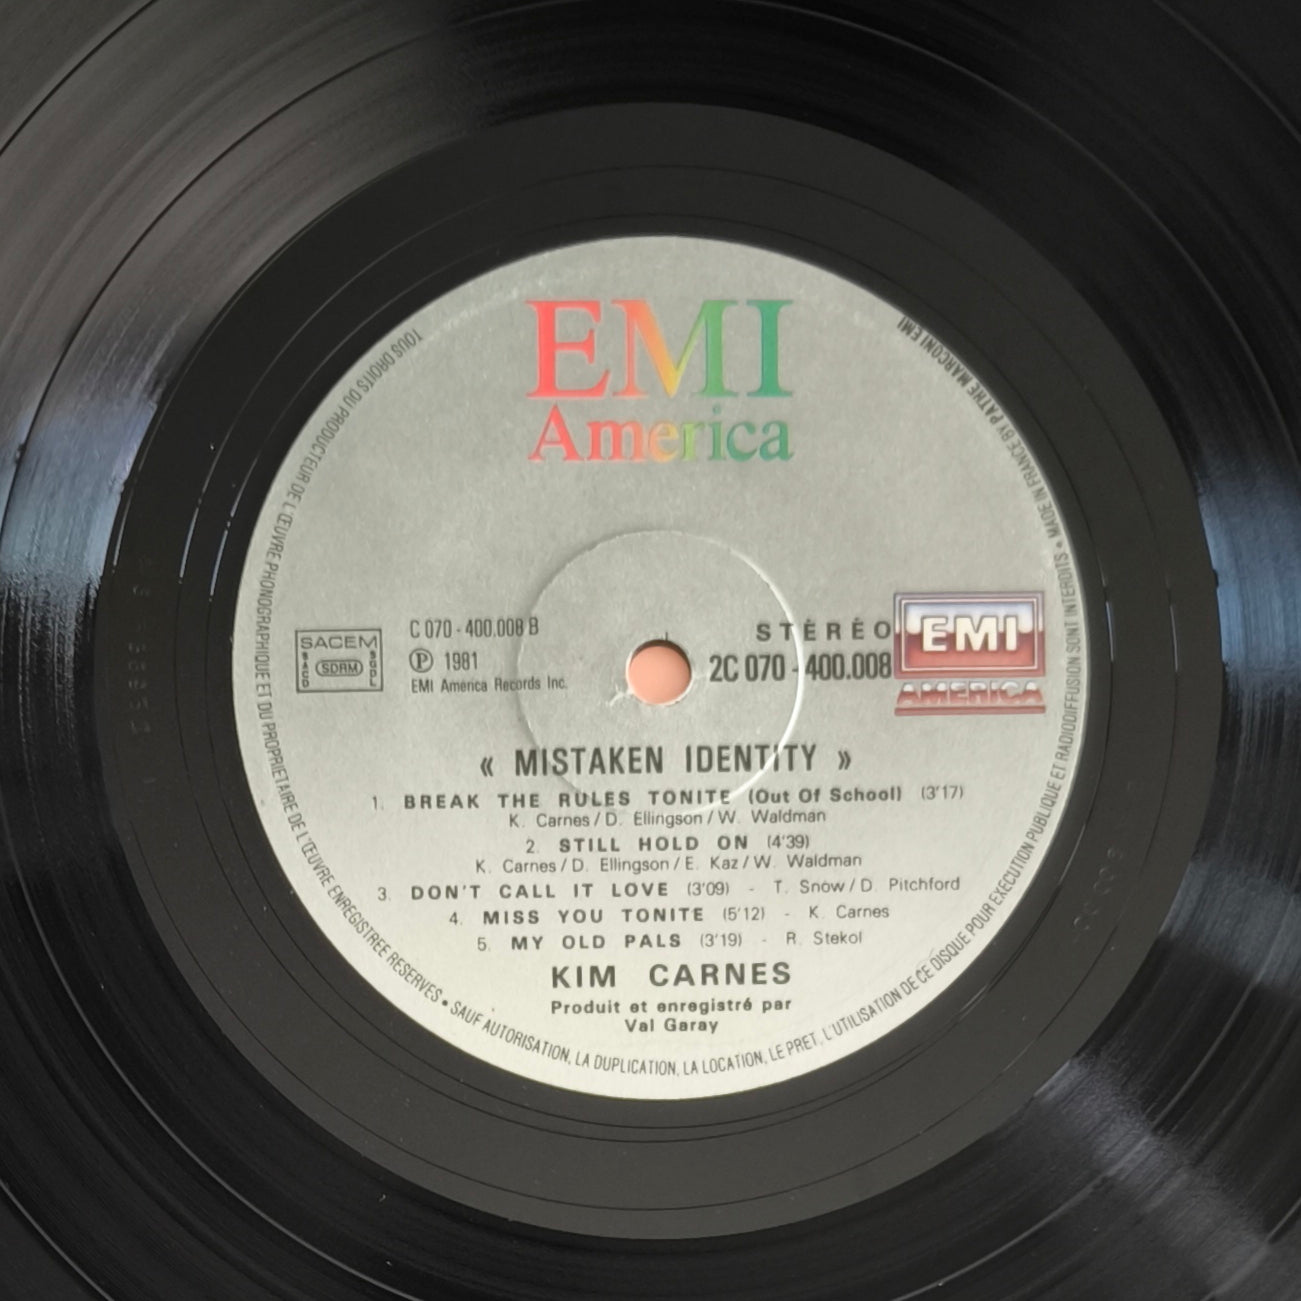 EMI
America
TOUS DROITS DU PRODUCTEUR DE L'ŒUVRE PHONOGRAPHIQUE ET DU PROPRIETAIRE DE L'ŒUVRE ENREGISTREE RESERVES • SAUF AUTORISATION, LA DUPLICATION, LA LOCATION, LE PRET, L'UTILISATION DE CE DISQUE POUR EXECUTION PUBLIQUE ET RADIODIFFUSION SONT INTERDITS • MADE IN FRANCE BY PATHE MARCONI EMI
SACEM
SACD
SDRM
SGDL
C 070 - 400.008 B
Ⓟ 1981
EMI America Records Inc.
STÉRÉO
2C 070 - 400.008
EMI
AMERICA
« MISTAKEN IDENTITY »
1. BREAK THE RULES TONITE (Out Of School) (3'17)
K. Carnes / D. Ellingson / W. Waldman
2. STILL HOLD ON (4'39)
K. Carnes / D. Ellingson / E. Kaz / W. Waldman
3. DON'T CALL IT LOVE (3'09) - T. Snow / D. Pitchford
4. MISS YOU TONITE (5'12) - K. Carnes
5. MY OLD PALS (3'19) - R. Stekol
KIM CARNES
Produit et enregistré par
Val Garay